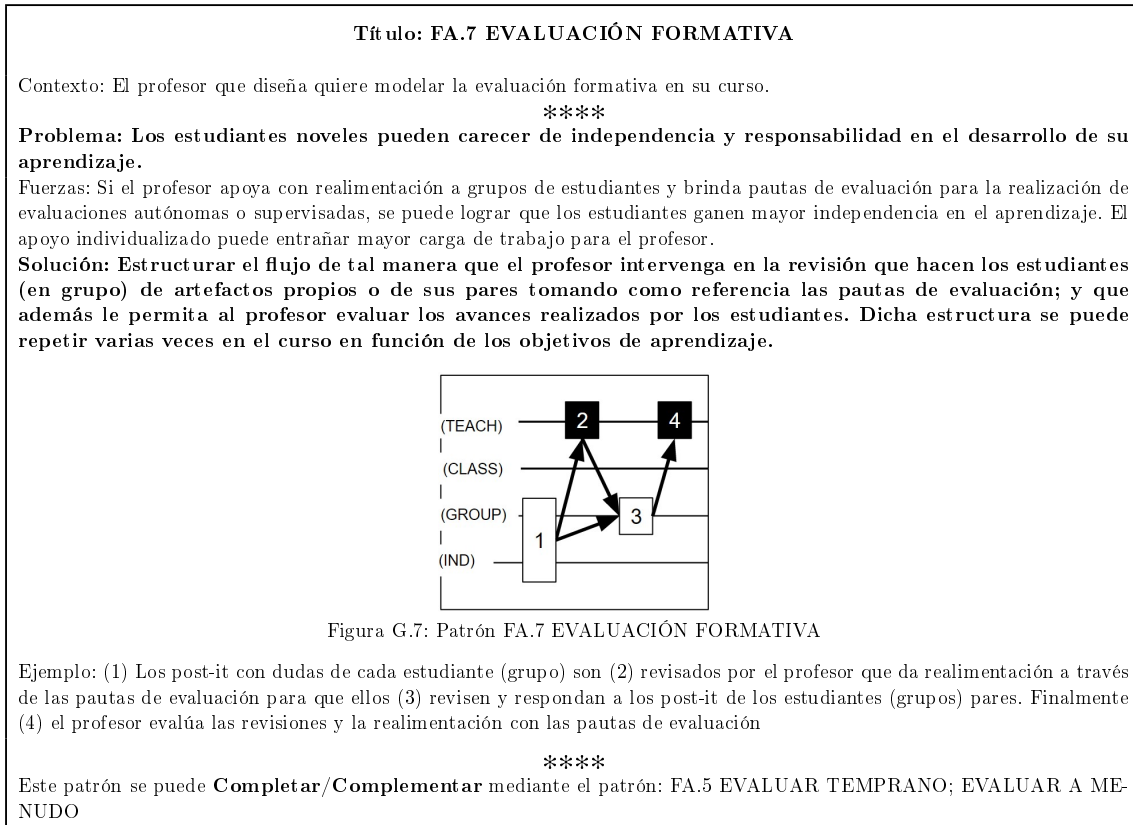 Título: FA.7 EVALUACIÓN FORMATIVA
Contexto: El profesor que diseña quiere modelar la evaluación formativa en su curso.
****
Problema: Los estudiantes noveles pueden carecer de independencia y responsabilidad en el desarrollo de su
aprendizaje.
Fuerzas: Si el profesor apoya con realimentación a grupos de estudiantes y brinda pautas de evaluación para la realización de
evaluaciones autónomas o supervisadas, se puede lograr que los estudiantes ganen mayor independencia en el aprendizaje. El
apoyo individualizado puede entrañar mayor carga de trabajo para el profesor.
Solución: Estructurar el flujo de tal manera que el profesor intervenga en la revisión que hacen los estudiantes
(en grupo) de artefactos propios o de sus pares tomando como referencia las pautas de evaluación; y que
además le permita al profesor evaluar los avances realizados por los estudiantes. Dicha estructura se puede
repetir varias veces en el curso en función de los objetivos de aprendizaje.
2 4
(TEACH)
(CLASS)
(GROUP) 3
1
(IND)
Figura G.7: Patrón FA.7 EVALUACIÓN FORMATIVA
Ejemplo: (1) Los post-it con dudas de cada estudiante (grupo) son (2) revisados por el profesor que da realimentación a través
de las pautas de evaluación para que ellos (3) revisen y respondan a los post-it de los estudiantes (grupos) pares. Finalmente
(4) el profesor evalúa las revisiones y la realimentación con las pautas de evaluación
****
Este patrón se puede Completar/Complementar mediante el patrón: FA.5 EVALUAR TEMPRANO; EVALUAR A ME-
NUDO